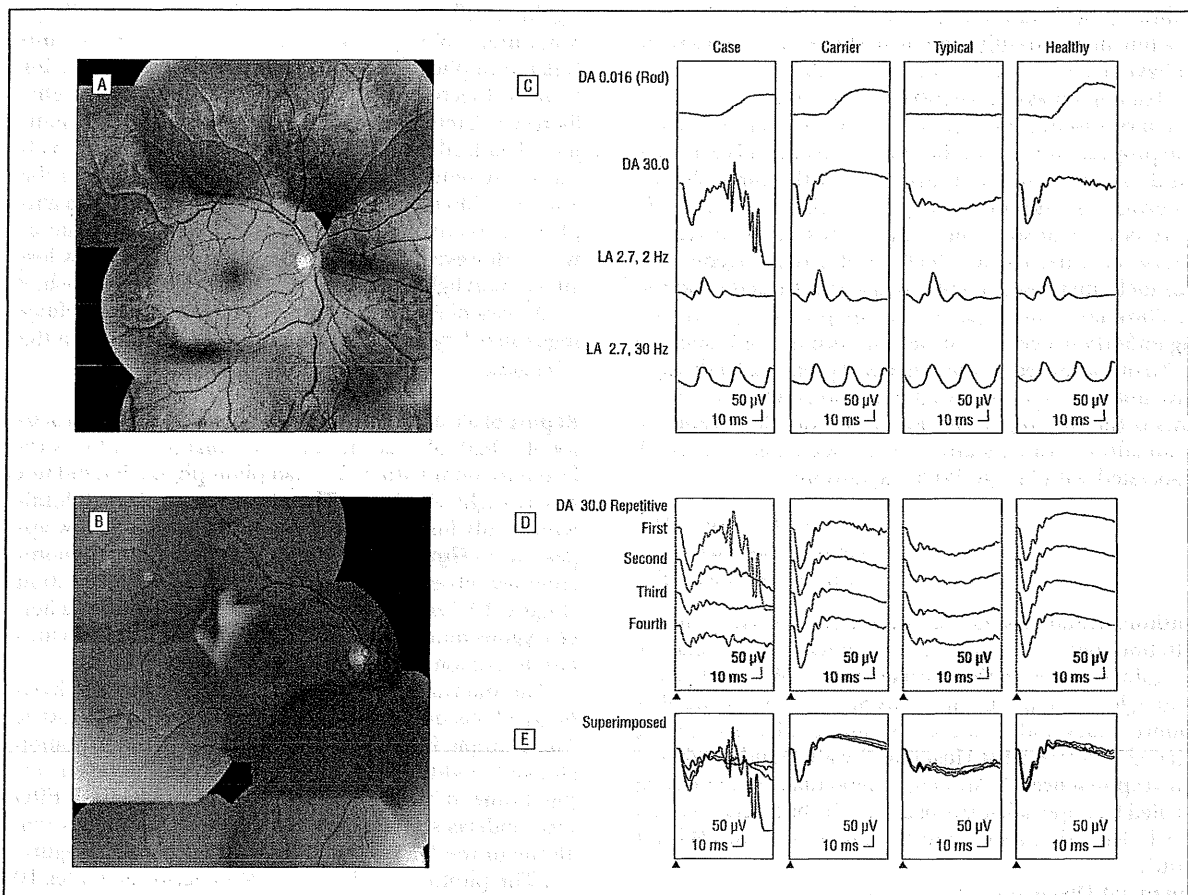 A
C
Case Carrier Typical Healthy
DA 0.016 (Rod)
DA 30.0
LA 2.7, 2 Hz
LA 2.7, 30 Hz
50 µV 50 µV 50 µV 50 µV
10 ms 10 ms 10 ms 10 ms
B
D
DA 30.0 Repetitive
First
Second
Third
Fourth
50 µV 50 µV 50 µV 50 µV
10 ms 10 ms 10 ms 10 ms
E
Superimposed
50 µV 50 µV 50 µV 50 µV
10 ms 10 ms 10 ms 10 ms